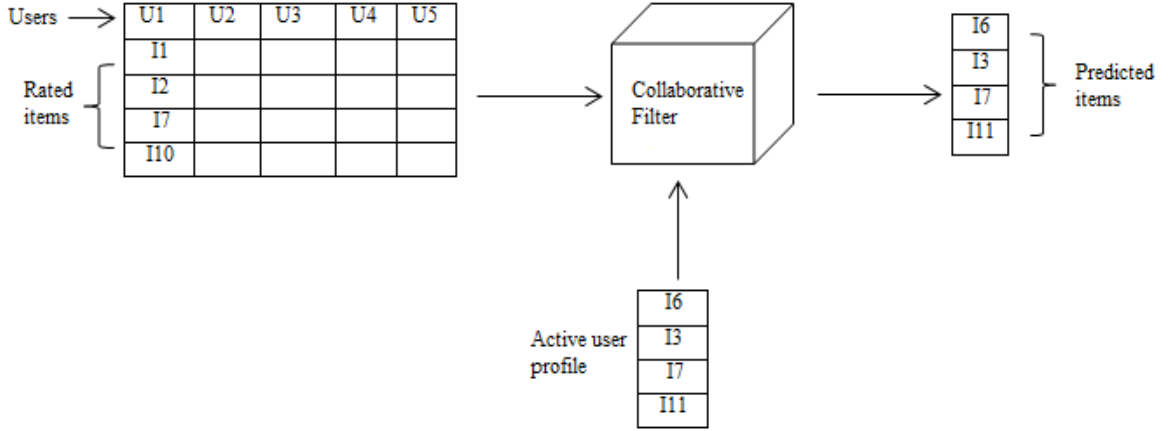 Users U1 U2 U3 U4 U5
I1
I2
I7
I10
Rated
items
Collaborative
Filter
I6
I3
I7
I11
Predicted
items
Active user
profile
I6
I3
I7
I11